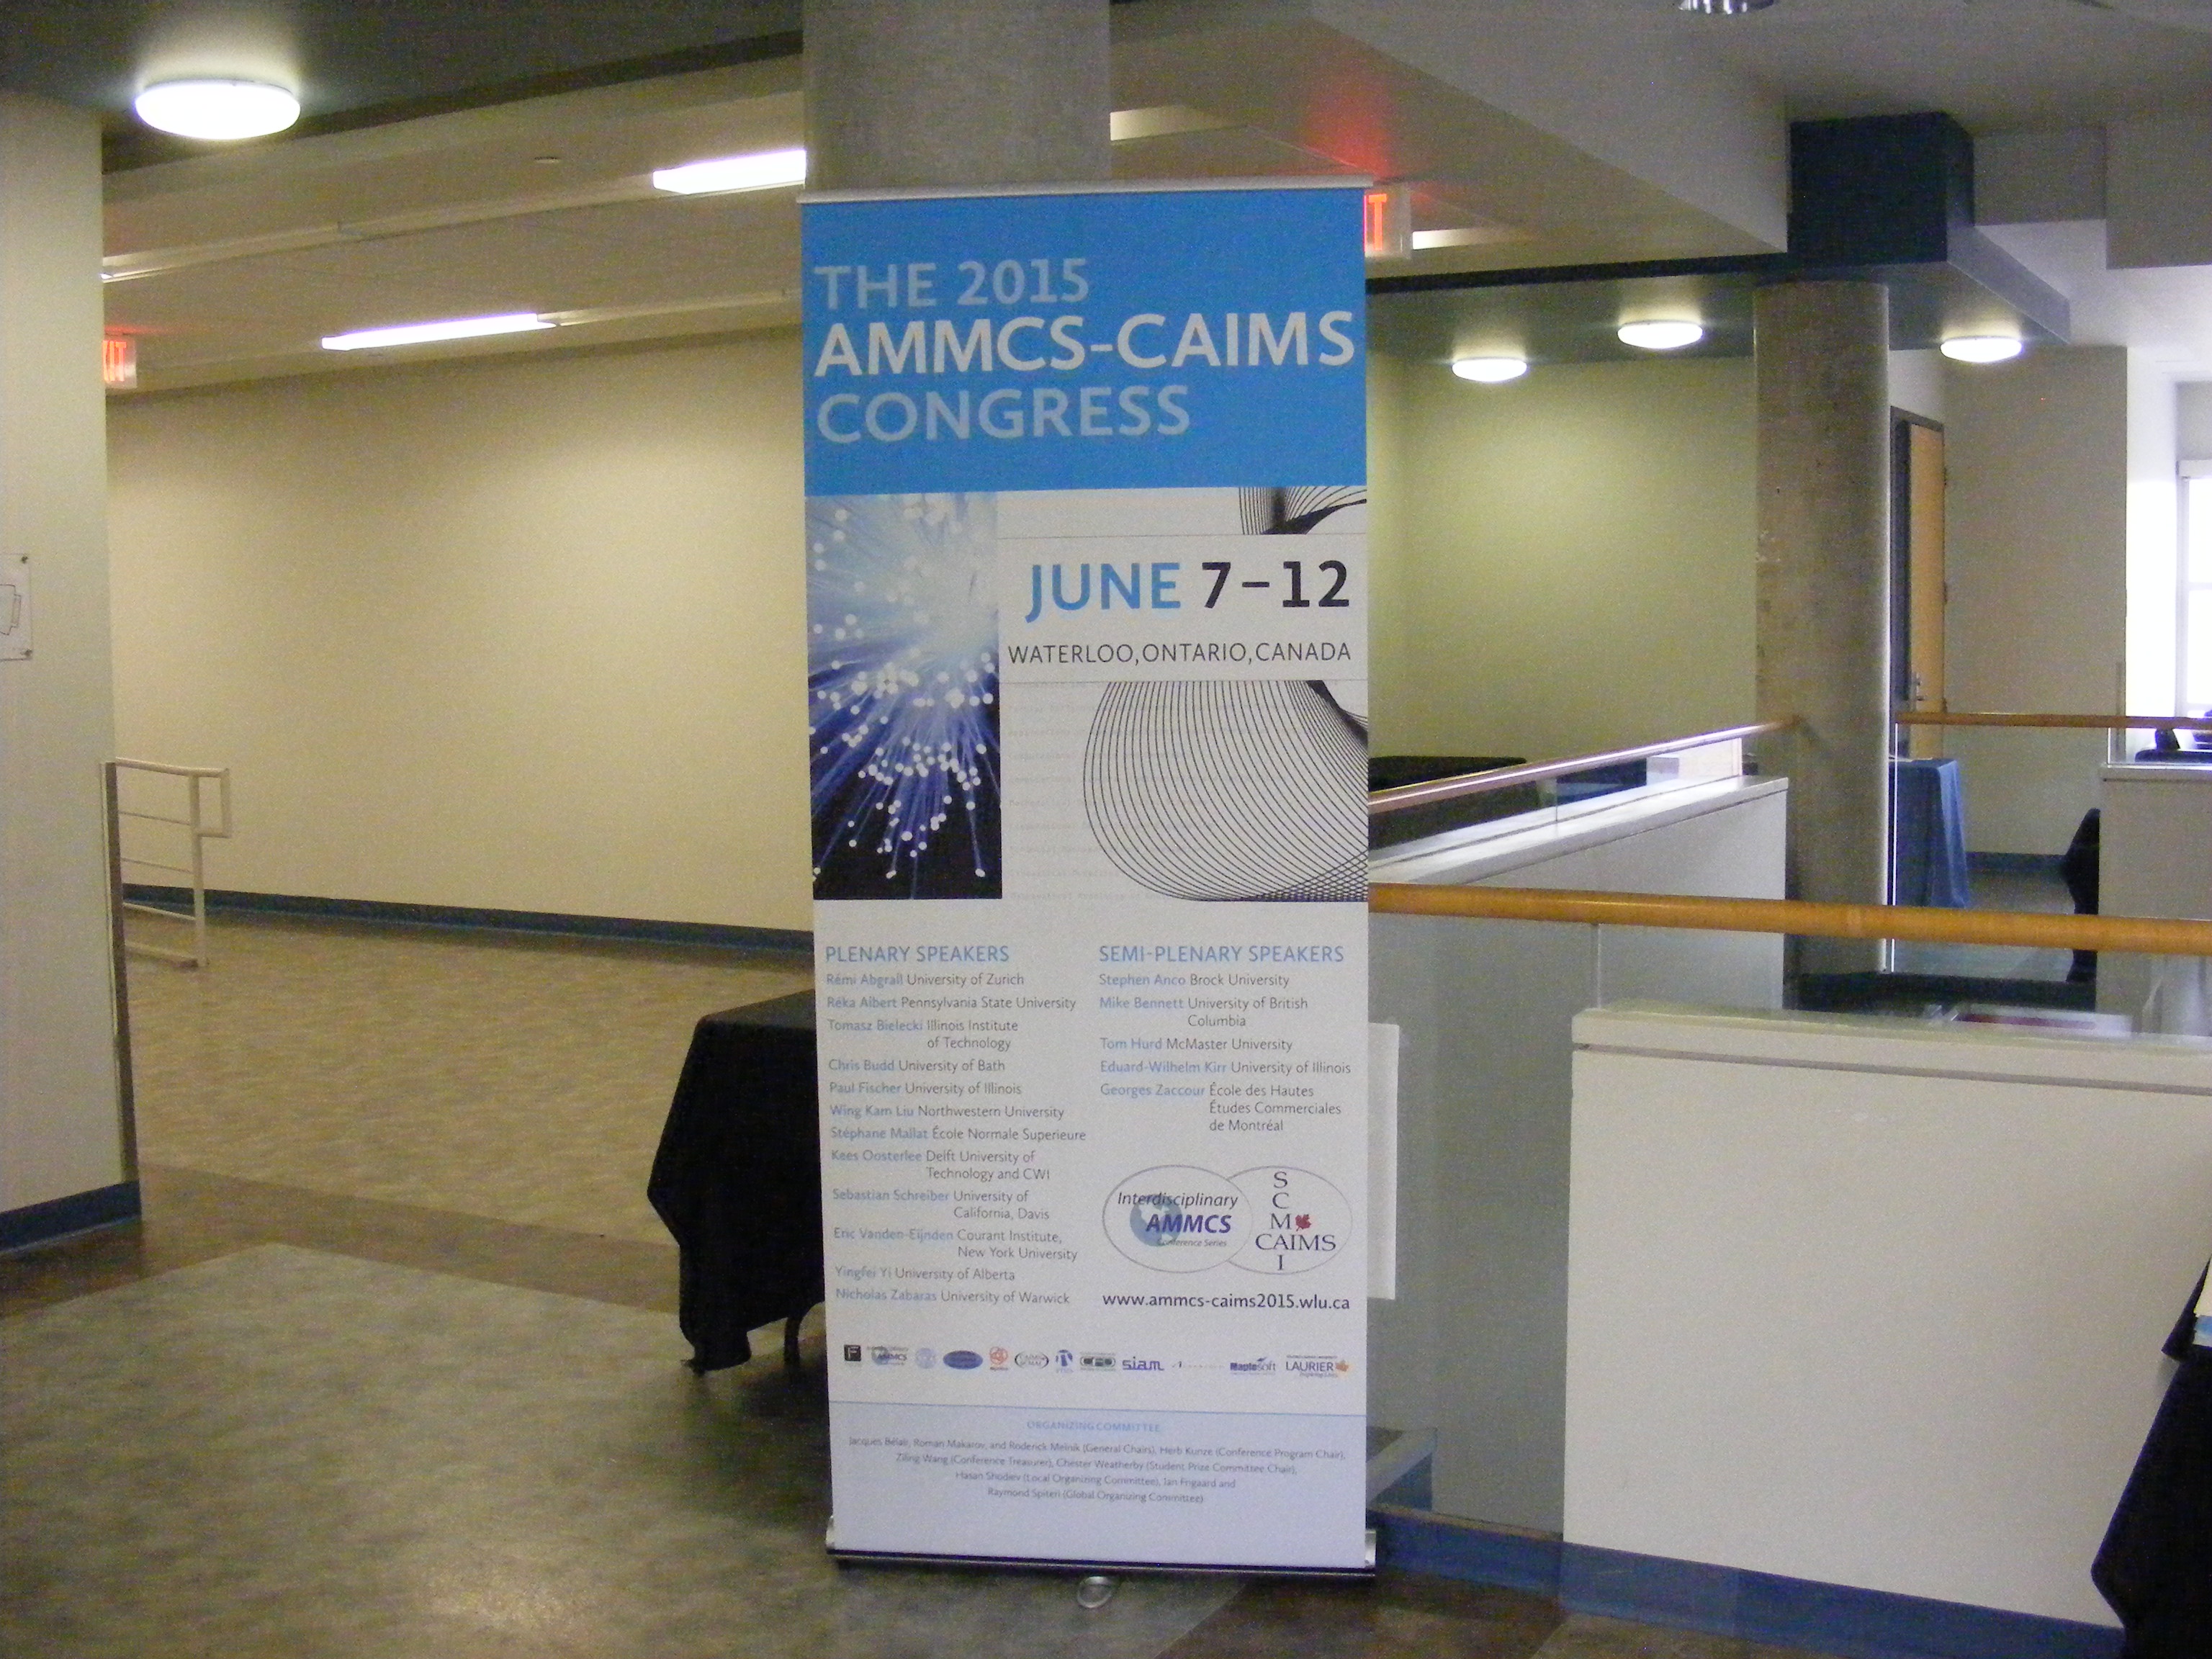 THE 2015
AMMCS-CAIMS
CONGRESS
JUNE 7–12
WATERLOO, ONTARIO, CANADA
PLENARY SPEAKERS
Rémi Abgrall University of Zurich
Réka Albert Pennsylvania State University
Tomasz Bielecki Illinois Institute
of Technology
Chris Budd University of Bath
Paul Fischer University of Illinois
Wing Kam Liu Northwestern University
Stéphane Mallat École Normale Superieure
Kees Oosterlee Delft University of
Technology and CWI
Sebastian Schreiber University of
California, Davis
Eric Vanden-Eijnden Courant Institute,
New York University
Yingfei Yi University of Alberta
Nicholas Zabaras University of Warwick
SEMI-PLENARY SPEAKERS
Stephen Anco Brock University
Mike Bennett University of British
Columbia
Tom Hurd McMaster University
Eduard-Wilhelm Kirr University of Illinois
Georges Zaccour École des Hautes
Études Commerciales
de Montréal
Interdisciplinary
AMMCS
Conference Series
S
C
M
CAIMS
I
www.ammcs-caims2015.wlu.ca
F
AMMCS
siam
Maplesoft
LAURIER
ORGANIZING COMMITTEE
Jacques Bélair, Roman Makarov, and Roderick Melnik (General Chairs), Herb Kunze (Conference Program Chair),
Ziling Wang (Conference Treasurer), Chester Weatherby (Student Prize Committee Chair),
Hasan Shodiev (Local Organizing Committee), Ian Frigaard and
Raymond Spiteri (Global Organizing Committee)
IT
XIT